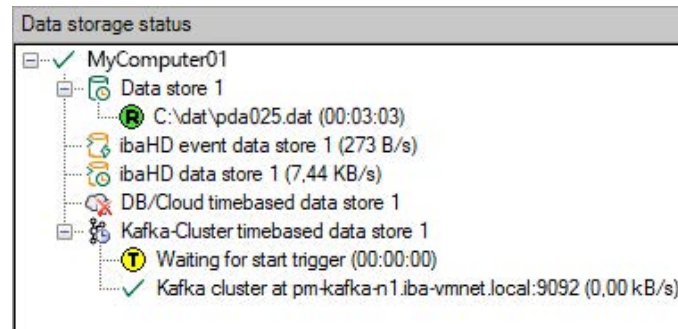 Data storage status
MyComputer01
Data store 1
R C:\dat\pda025.dat (00:03:03)
ibaHD event data store 1 (273 B/s)
ibaHD data store 1 (7,44 KB/s)
DB/Cloud timebased data store 1
Kafka-Cluster timebased data store 1
T Waiting for start trigger (00:00:00)
Kafka cluster at pm-kafka-n1.iba-vmnet.local:9092 (0,00 kB/s)